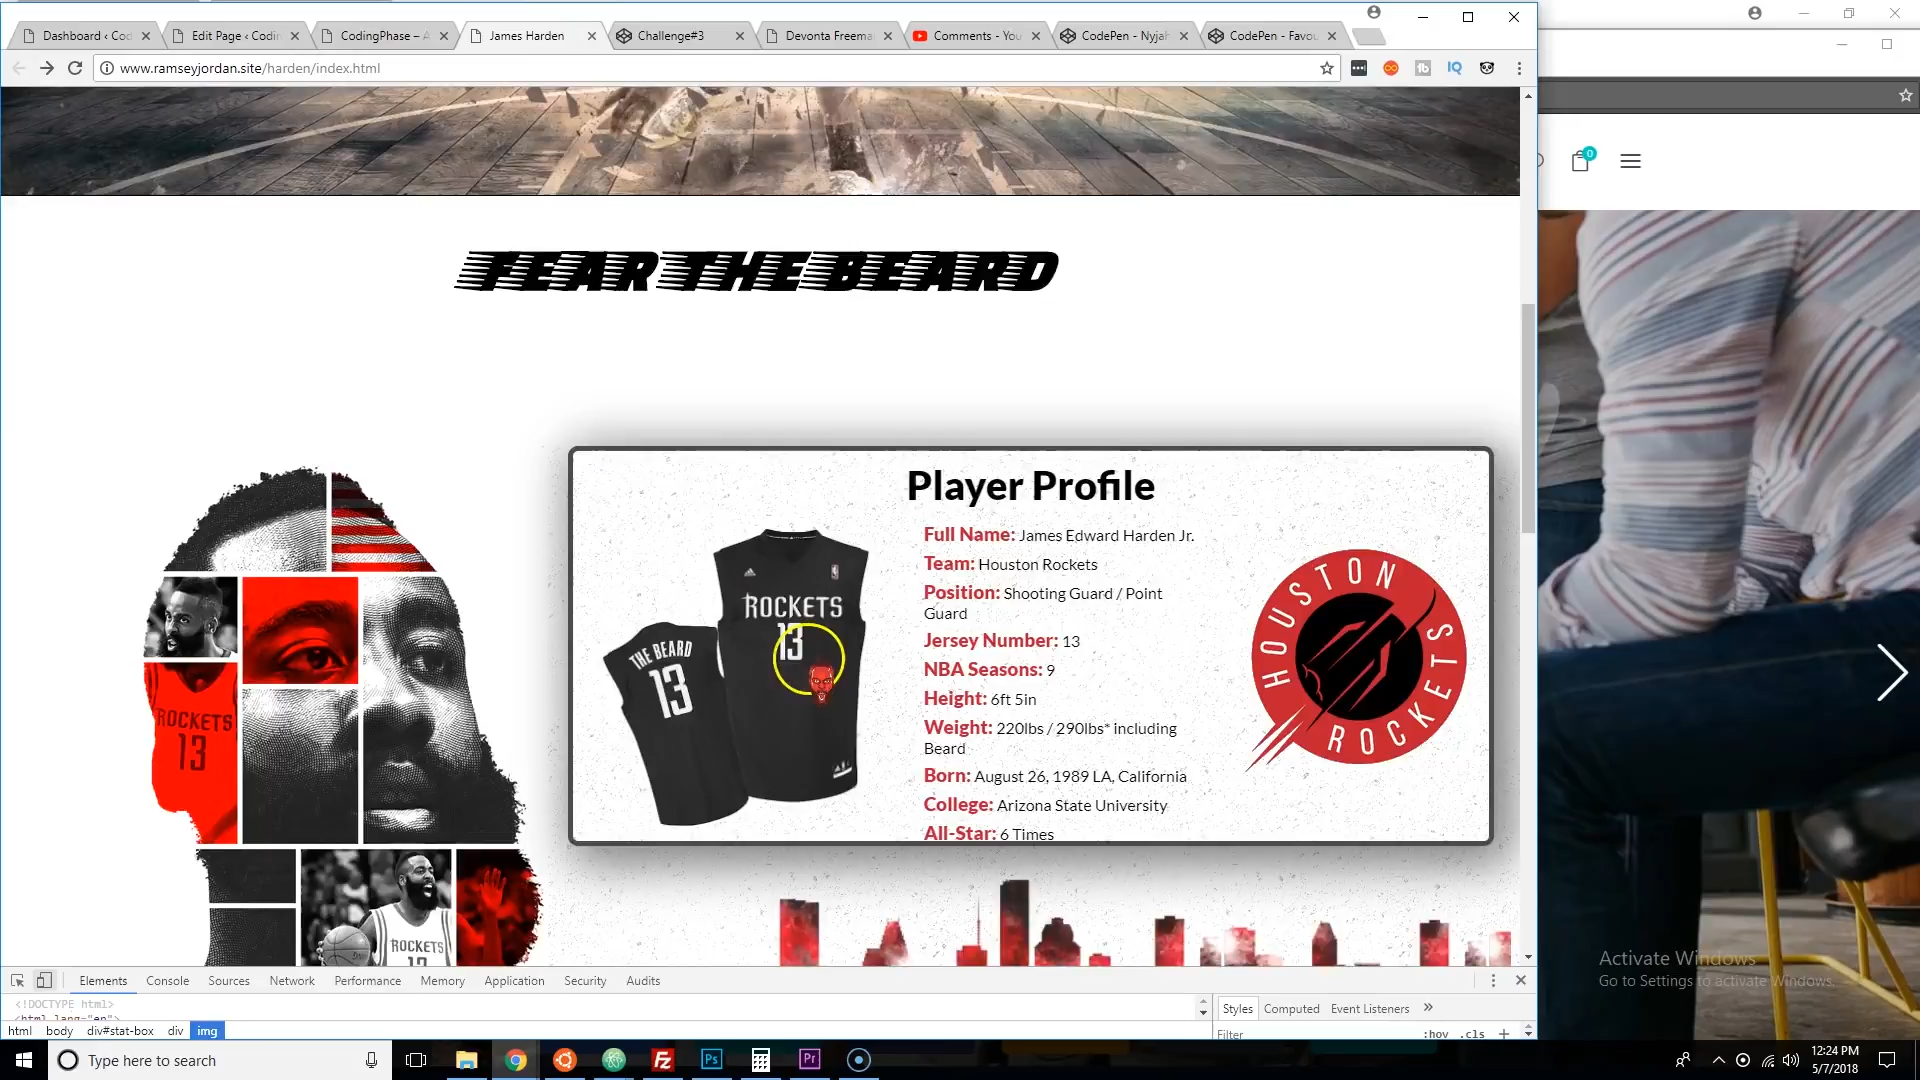 Dashboard ‹ Cod
Edit Page ‹ Codin
CodingPhase – A
James Harden
Challenge#3
Devonta Freema
Comments - You
CodePen - Nyjah
CodePen - Favou
www.ramseyjordan.site/harden/index.html
0
FEAR THE BEARD
Player Profile
Full Name: James Edward Harden Jr.
Team: Houston Rockets
Position: Shooting Guard / Point
Guard
Jersey Number: 13
NBA Seasons: 9
Height: 6ft 5in
Weight: 220lbs / 290lbs* including
Beard
Born: August 26, 1989 LA, California
College: Arizona State University
All-Star: 6 Times
ROCKETS
13
THE BEARD
13
HOUSTON
ROCKETS
ROCKETS
13
ROCKETS
Activate Windows
Go to Settings to activate Windows.
Elements Console Sources Network Performance Memory Application Security Audits
<!DOCTYPE html>
<html lang="en">
Styles Computed Event Listeners »
html body div#stat-box div img
Filter :hov .cls +
Type here to search
12:24 PM
5/7/2018